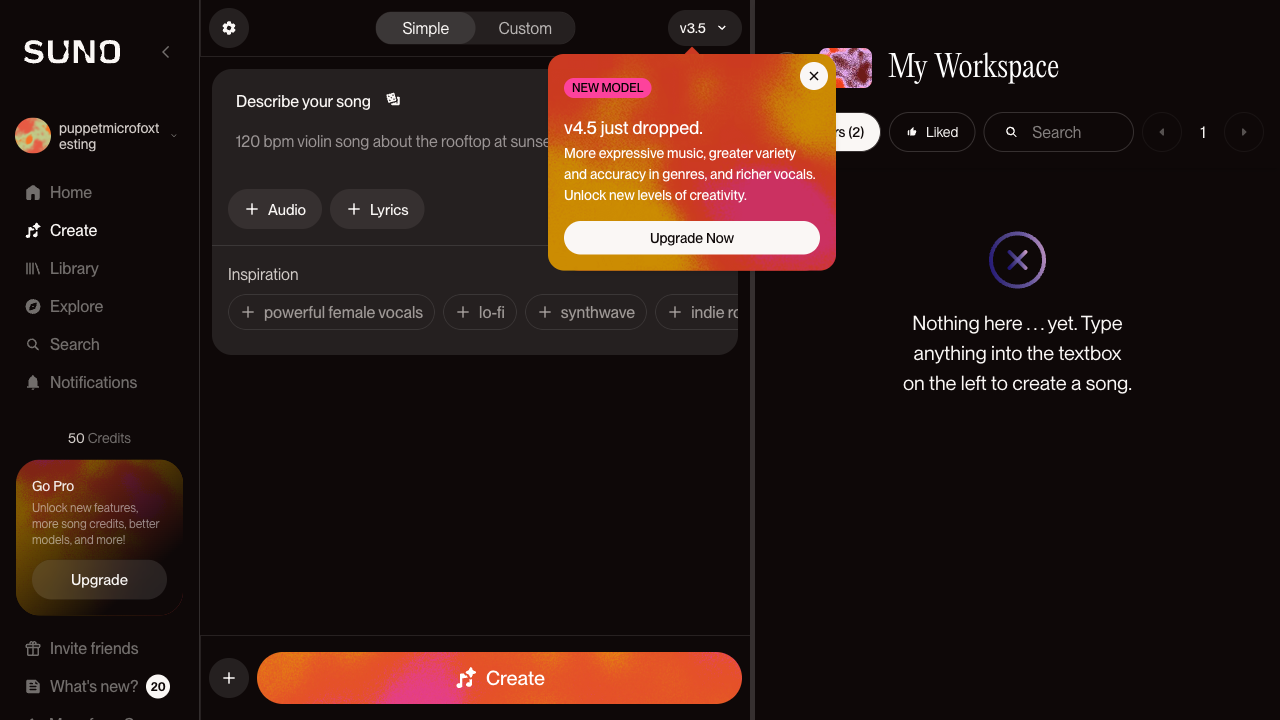 SUNO
puppetmicrofoxt
esting
Home
Create
Library
Explore
Search
Notifications
50 Credits
Go Pro
Unlock new features,
more song credits, better
models, and more!
Upgrade
Invite friends
What's new? 20
Simple
Custom
v3.5
Describe your song
120 bpm violin song about the rooftop at sunse
+ Audio
+ Lyrics
Inspiration
+ powerful female vocals
+ lo-fi
+ synthwave
+ indie ro
+
Create
NEW MODEL
v4.5 just dropped.
More expressive music, greater variety
and accuracy in genres, and richer vocals.
Unlock new levels of creativity.
Upgrade Now
My Workspace
rs (2)
Liked
Search
1
Nothing here ... yet. Type
anything into the textbox
on the left to create a song.